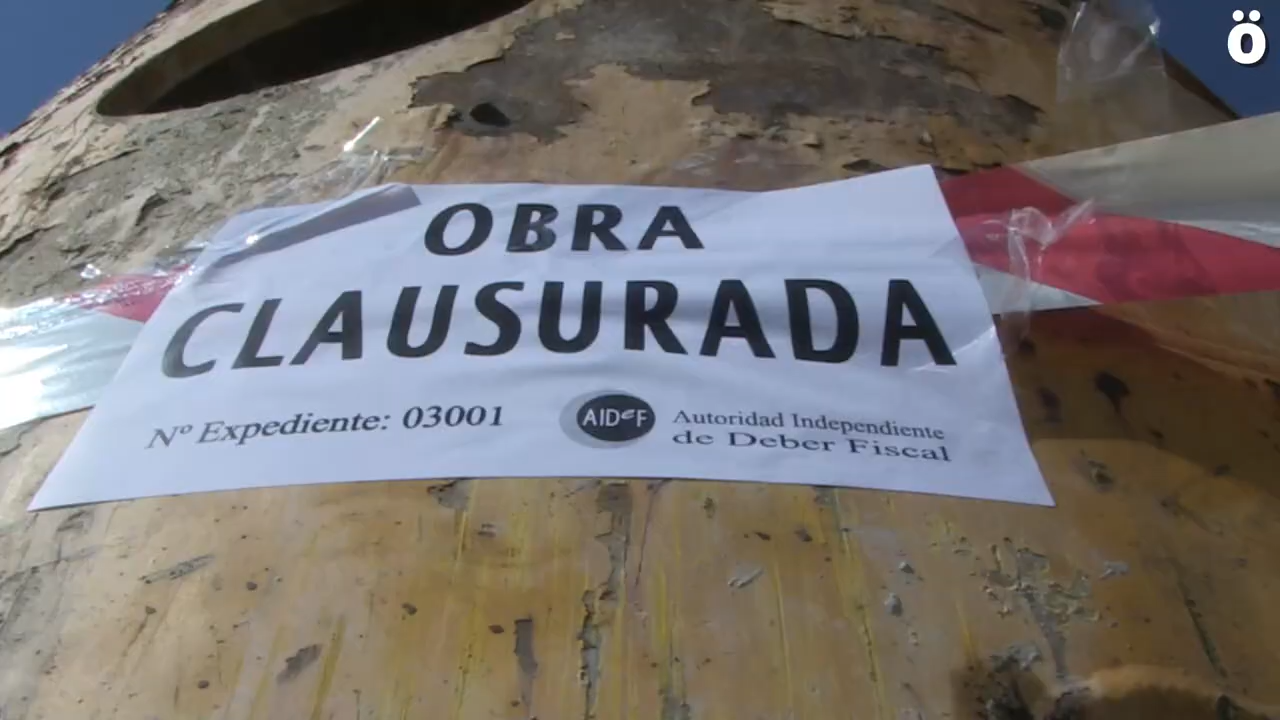 ö
OBRA
CLAUSURADA
Nº Expediente: 03001
AIDeF
Autoridad Independiente
de Deber Fiscal